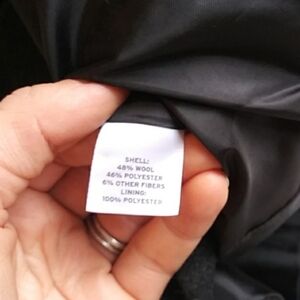 SHELL:
48% WOOL
46% POLYESTER
6% OTHER FIBERS
LINING:
100% POLYESTER